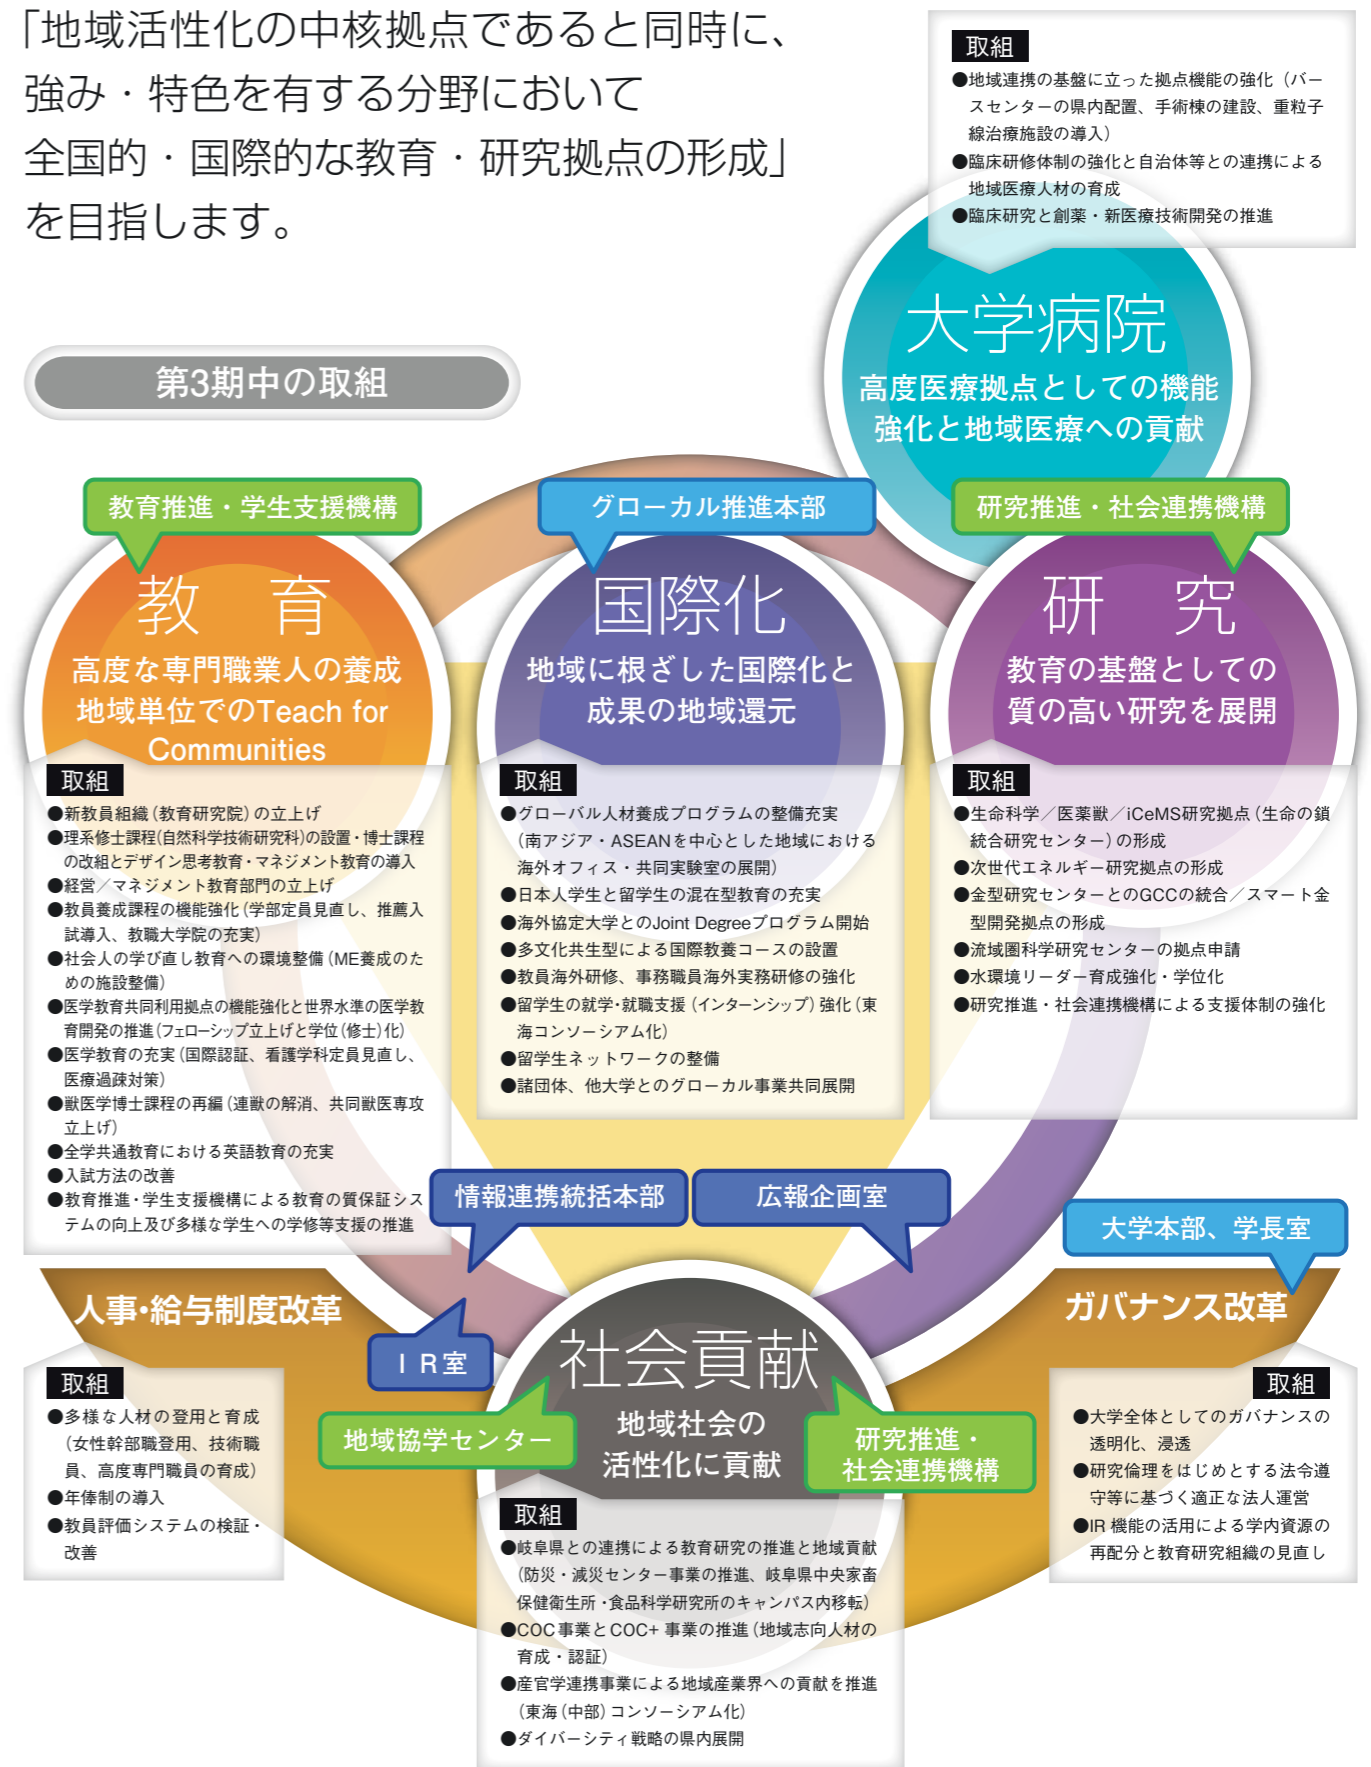 「地域活性化の中核拠点であると同時に、
強み・特色を有する分野において
全国的・国際的な教育・研究拠点の形成」
を目指します。
取組
●地域連携の基盤に立った拠点機能の強化（バー
スセンターの県内配置、手術棟の建設、重粒子
線治療施設の導入）
●臨床研修体制の強化と自治体等との連携による
地域医療人材の育成
●臨床研究と創薬・新医療技術開発の推進
大学病院
高度医療拠点としての機能
強化と地域医療への貢献
第3期中の取組
教育推進・学生支援機構
教　育
高度な専門職業人の養成
地域単位でのTeach for
Communities
取組
●新教員組織（教育研究院）の立上げ
●理系修士課程(自然科学技術研究科)の設置・博士課程
の改組とデザイン思考教育・マネジメント教育の導入
●経営／マネジメント教育部門の立上げ
●教員養成課程の機能強化（学部定員見直し、推薦入
試導入、教職大学院の充実）
●社会人の学び直し教育への環境整備（ME養成のた
めの施設整備）
●医学教育共同利用拠点の機能強化と世界水準の医学教
育開発の推進（フェローシップ立上げと学位（修士）化）
●医学教育の充実（国際認証、看護学科定員見直し、
医療過疎対策）
●獣医学博士課程の再編（連獣の解消、共同獣医専攻
立上げ）
●全学共通教育における英語教育の充実
●入試方法の改善
●教育推進・学生支援機構による教育の質保証シス
テムの向上及び多様な学生への学修等支援の推進
グローカル推進本部
国際化
地域に根ざした国際化と
成果の地域還元
取組
●グローバル人材養成プログラムの整備充実
（南アジア・ASEANを中心とした地域における
海外オフィス・共同実験室の展開）
●日本人学生と留学生の混在型教育の充実
●海外協定大学とのJoint Degreeプログラム開始
●多文化共生型による国際教養コースの設置
●教員海外研修、事務職員海外実務研修の強化
●留学生の就学・就職支援（インターンシップ）強化（東
海コンソーシアム化）
●留学生ネットワークの整備
●諸団体、他大学とのグローカル事業共同展開
研究推進・社会連携機構
研　究
教育の基盤としての
質の高い研究を展開
取組
●生命科学／医薬獣／iCeMS研究拠点（生命の鎖
統合研究センター）の形成
●次世代エネルギー研究拠点の形成
●金型研究センターとのGCCの統合／スマート金
型開発拠点の形成
●流域圏科学研究センターの拠点申請
●水環境リーダー育成強化・学位化
●研究推進・社会連携機構による支援体制の強化
情報連携統括本部
広報企画室
大学本部、学長室
人事・給与制度改革
取組
●多様な人材の登用と育成
（女性幹部職登用、技術職
員、高度専門職員の育成）
●年俸制の導入
●教員評価システムの検証・
改善
ＩＲ室
地域協学センター
社会貢献
地域社会の
活性化に貢献
研究推進・
社会連携機構
取組
●岐阜県との連携による教育研究の推進と地域貢献
（防災・減災センター事業の推進、岐阜県中央家畜
保健衛生所・食品科学研究所のキャンパス内移転）
●COC事業とCOC+ 事業の推進（地域志向人材の
育成・認証）
●産官学連携事業による地域産業界への貢献を推進
（東海（中部）コンソーシアム化）
●ダイバーシティ戦略の県内展開
ガバナンス改革
取組
●大学全体としてのガバナンスの
透明化、浸透
●研究倫理をはじめとする法令遵
守等に基づく適正な法人運営
●IR 機能の活用による学内資源の
再配分と教育研究組織の見直し